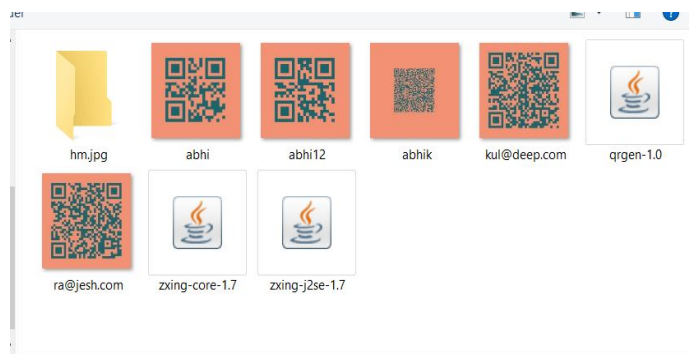 hm.jpg abhi abhi12 abhik kul@deep.com qrgen-1.0
ra@jesh.com zxing-core-1.7 zxing-j2se-1.7